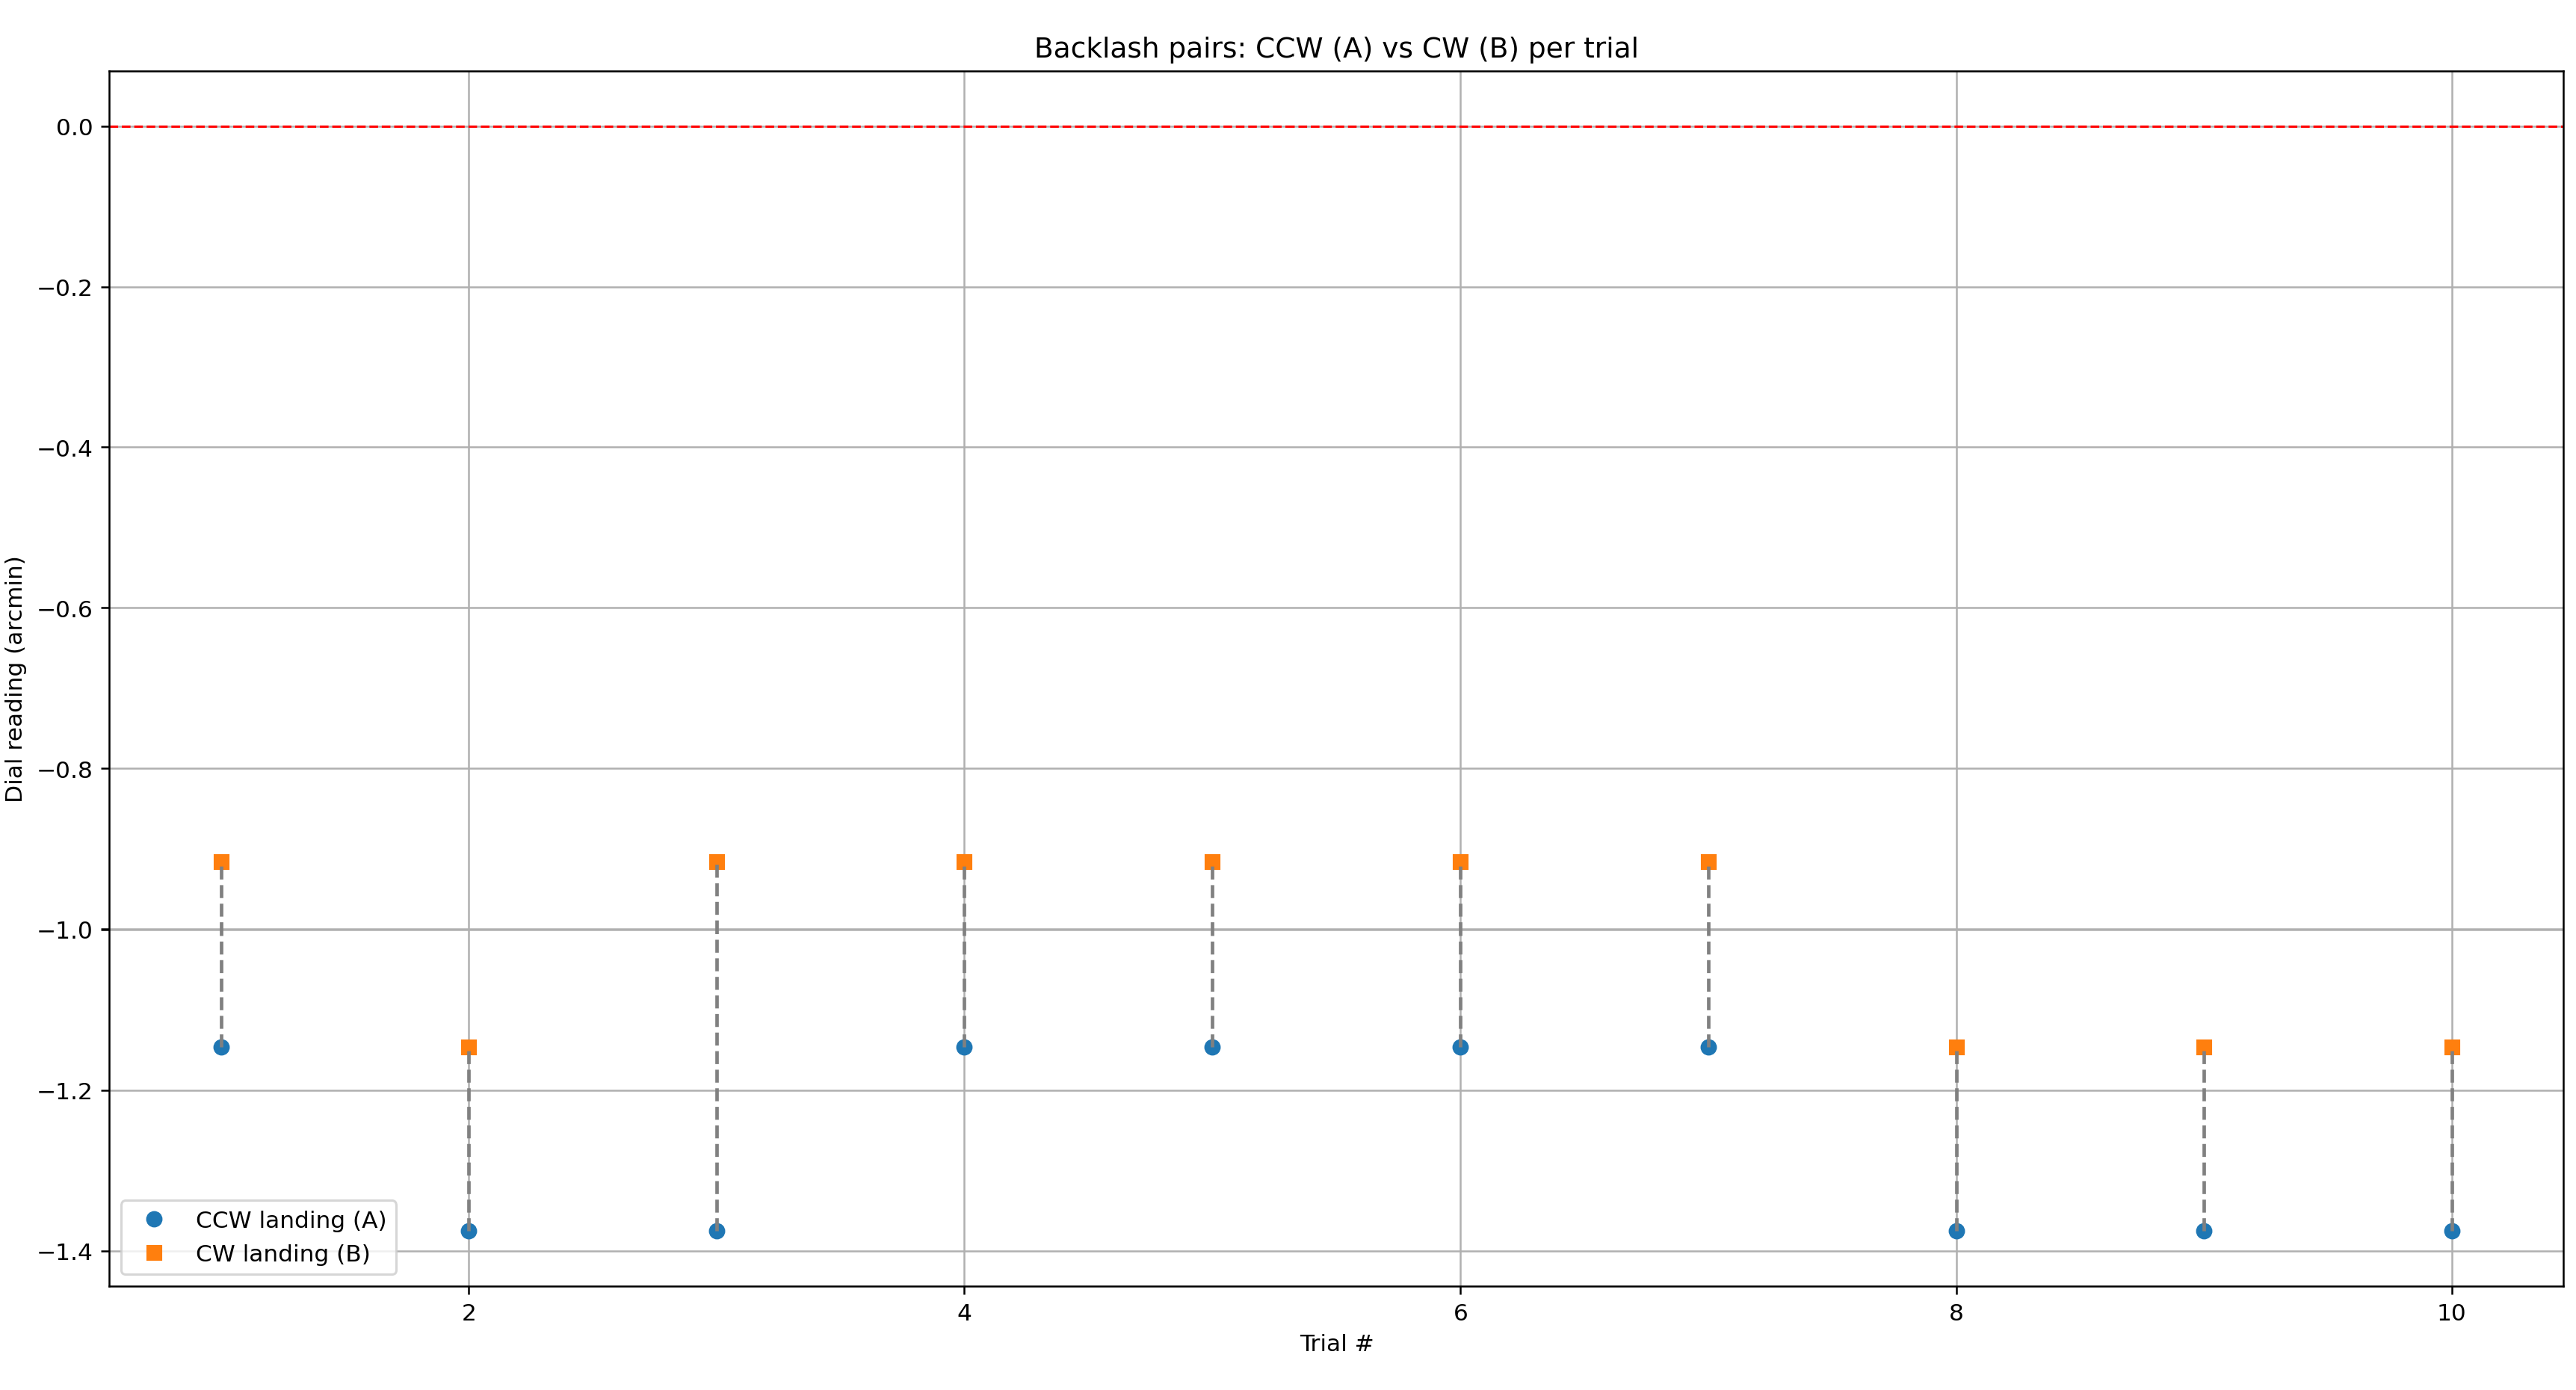 Backlash pairs: CCW (A) vs CW (B) per trial
0.0
−0.2
−0.4
−0.6
−0.8
−1.0
−1.2
−1.4
Dial reading (arcmin)
CCW landing (A)
CW landing (B)
2 4 6 8 10
Trial #